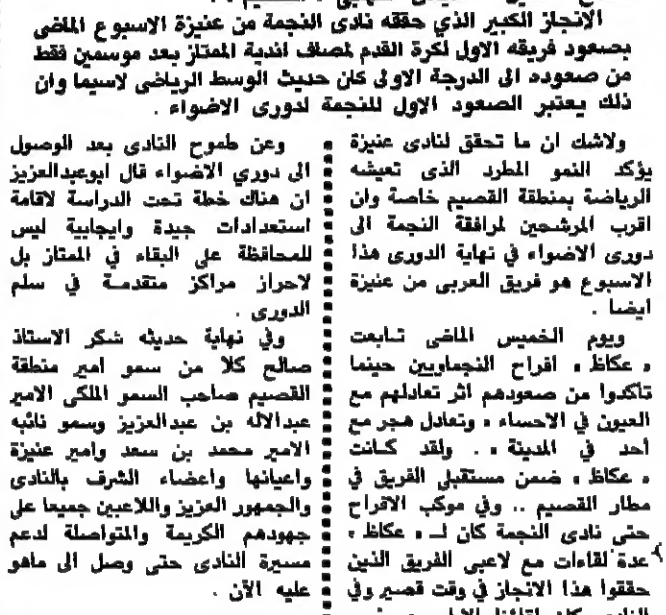 الانجاز الكبير الذي حققه نادى النجمة من عنيزة الاسبوع الماضى
بصعود فريقه الاول لكرة القدم لمصاف اندية الممتاز بعد موسمين فقط
من صعوده الى الدرجة الاولى كان حديث الوسط الرياضى لاسيما وان
ذلك يعتبر الصعود الاول للنجمة لدورى الاضواء .
ولاشك ان ما تحقق لنادى عنيزة
يؤكد النمو المطرد الذى تعيشه
الرياضة بمنطقة القصيم خاصة وان
اقرب المرشحين لمرافقة النجمة الى
دورى الاضواء في نهاية الدورى هذا
الاسبوع هو فريق العربى من عنيزة
ايضا .
ويوم الخميس الماضى تابعت
« عكاظ » افراح النجماويين حينما
تأكدوا من صعودهم اثر تعادلهم مع
العيون في الاحساء « وتعادل هجر مع
أحد في المدينة » . ولقد كانت
« عكاظ » ضمن مستقبلى الفريق في
مطار القصيم .. وفي موكب الافراح
حتى نادى النجمة كان لـ « عكاظ »
عدة لقاءات مع لاعبى الفريق الذين
حققوا هذا الانجاز في وقت قصير وفي
وعن طموح النادى بعد الوصول
الى دوري الاضواء قال ابوعبدالعزيز
ان هناك خطة تحت الدراسة لاقامة
استعدادات جيدة وايجابية ليس
للمحافظة على البقاء في الممتاز بل
لاحراز مراكز متقدمة في سلم
الدورى .
وفي نهاية حديثه شكر الاستاذ
صالح كلا من سمو امير منطقة
القصيم صاحب السمو الملكى الامير
عبدالاله بن عبدالعزيز وسمو نائبه
الامير محمد بن سعد وامير عنيزة
واعيانها واعضاء الشرف بالنادى
والجمهور العزيز واللاعبين جميعا على
جهودهم الكريمة والمتواصلة لدعم
مسيرة النادى حتى وصل الى ماهو
عليه الآن .